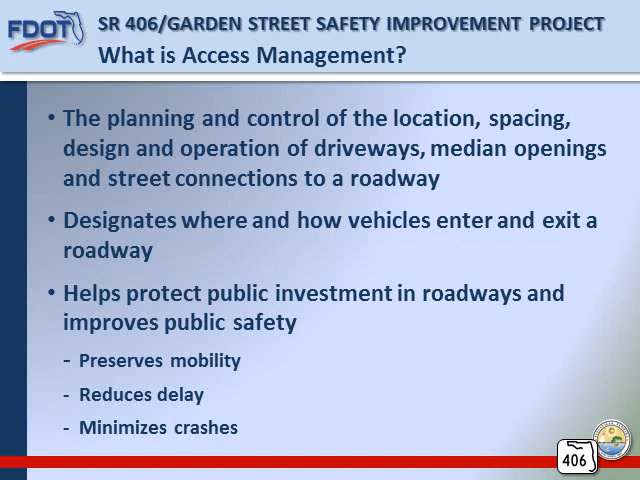 FDOT
SR 406/GARDEN STREET SAFETY IMPROVEMENT PROJECT
What is Access Management?
• The planning and control of the location, spacing,
design and operation of driveways, median openings
and street connections to a roadway
• Designates where and how vehicles enter and exit a
roadway
• Helps protect public investment in roadways and
improves public safety
- Preserves mobility
- Reduces delay
- Minimizes crashes
406